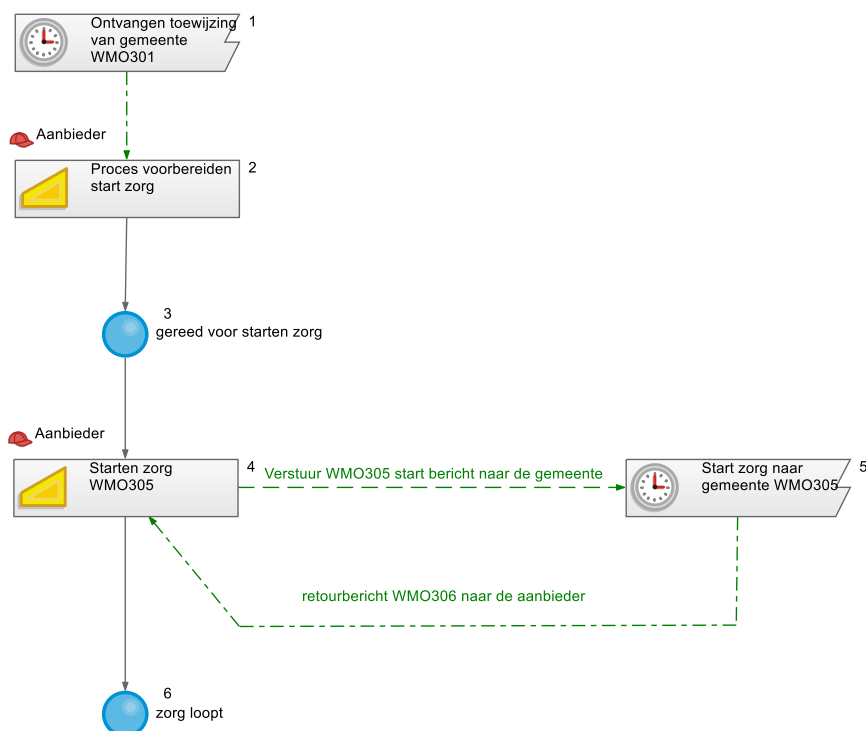 Ontvangen toewijzing 1
van gemeente
WMO301
Aanbieder
Proces voorbereiden 2
start zorg
3
gereed voor starten zorg
Aanbieder
Starten zorg 4
WMO305
Verstuur WMO305 start bericht naar de gemeente
Start zorg naar 5
gemeente WMO305
retourbericht WMO306 naar de aanbieder
6
zorg loopt